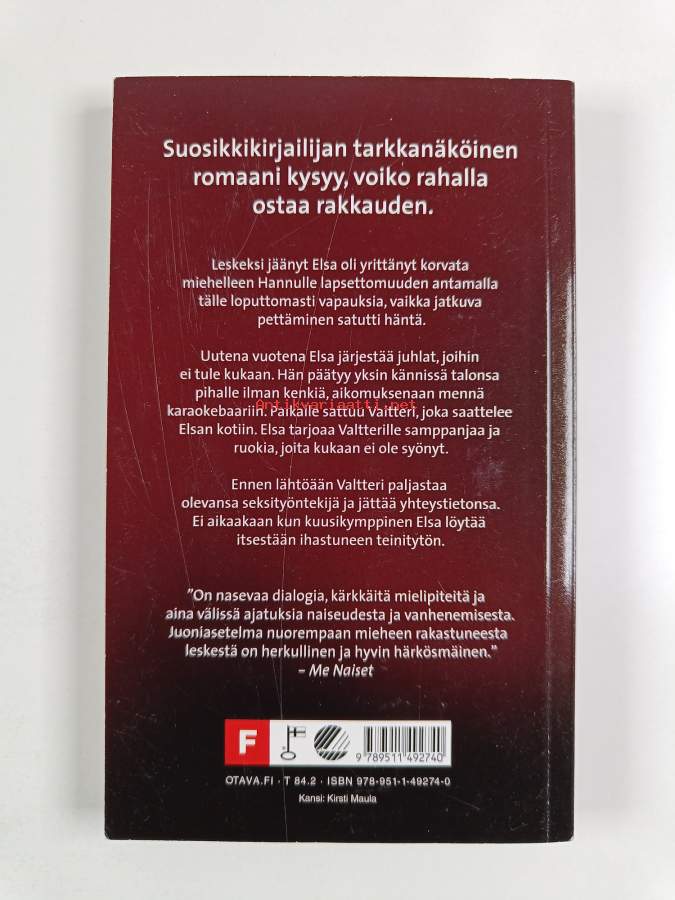 Suosikkikirjailijan tarkkanäköinen
romaani kysyy, voiko rahalla
ostaa rakkauden.
Leskeksi jäänyt Elsa oli yrittänyt korvata
miehelleen Hannulle lapsettomuuden antamalla
tälle loputtomasti vapauksia, vaikka jatkuva
pettäminen satutti häntä.
Uutena vuotena Elsa järjestää juhlat, joihin
ei tule kukaan. Hän päätyy yksin kännissä talonsa
pihalle ilman kenkiä, aikomuksenaan mennä
Antikvariaatti.net
karaokebaariin. Paikalle sattuu Valtteri, joka saattelee
Elsan kotiin. Elsa tarjoaa Valtterille samppanjaa ja
ruokia, joita kukaan ei ole syönyt.
Ennen lähtöään Valtteri paljastaa
olevansa seksityöntekijä ja jättää yhteystietonsa.
Ei aikaakaan kun kuusikymppinen Elsa löytää
itsestään ihastuneen teinitytön.
"On nasevaa dialogia, kärkkäitä mielipiteitä ja
aina välissä ajatuksia naiseudesta ja vanhenemisesta.
Juoniasetelma nuorempaan mieheen rakastuneesta
leskestä on herkullinen ja hyvin härkösmäinen."
– Me Naiset
F
9 789511 492740
OTAVA.FI · T 84.2 · ISBN 978-951-1-49274-0
Kansi: Kirsti Maula